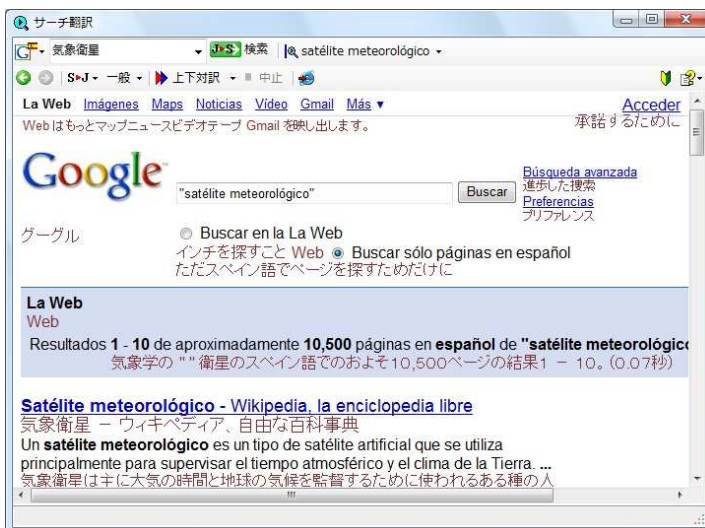 サーチ翻訳
気象衛星 J▸S 検索 satélite meteorológico
S▸J 一般 上下対訳 中止
La Web Imágenes Maps Noticias Vídeo Gmail Más ▼ Acceder
Webはもっとマップニュースビデオテープ Gmail を映し出します。 承諾するために
Google
"satélite meteorológico" Buscar
Búsqueda avanzada
進歩した捜索
Preferencias
プリファレンス
グーグル
Buscar en la La Web
インチを探すこと Web Buscar sólo páginas en español
ただスペイン語でページを探すためだけに
La Web
Web
Resultados 1 - 10 de aproximadamente 10,500 páginas en español de "satélite meteorológico
気象学の " " 衛星のスペイン語でのおよそ10,500ページの結果1 － 10。(0.07秒)
Satélite meteorológico - Wikipedia, la enciclopedia libre
気象衛星 － ウィキペディア、自由な百科事典
Un satélite meteorológico es un tipo de satélite artificial que se utiliza
principalmente para supervisar el tiempo atmosférico y el clima de la Tierra. ...
気象衛星は主に大気の時間と地球の気候を監督するために使われるある種の人